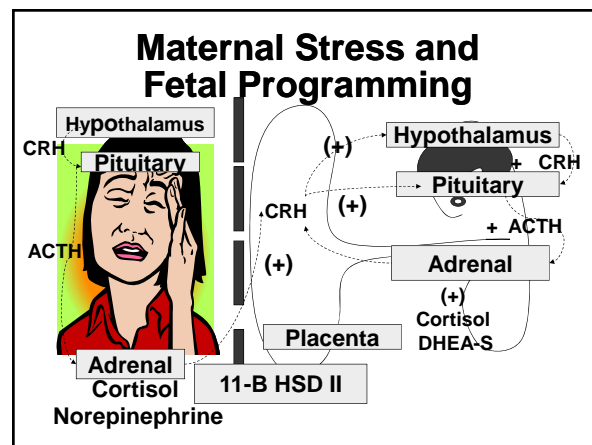 Maternal Stress and
Fetal Programming
Hypothalamus
CRH
Pituitary
ACTH
Adrenal
Cortisol
Norepinephrine
(+)
CRH
(+)
(+)
Placenta
11-B HSD II
Hypothalamus
+ CRH
Pituitary
+ ACTH
Adrenal
(+)
Cortisol
DHEA-S